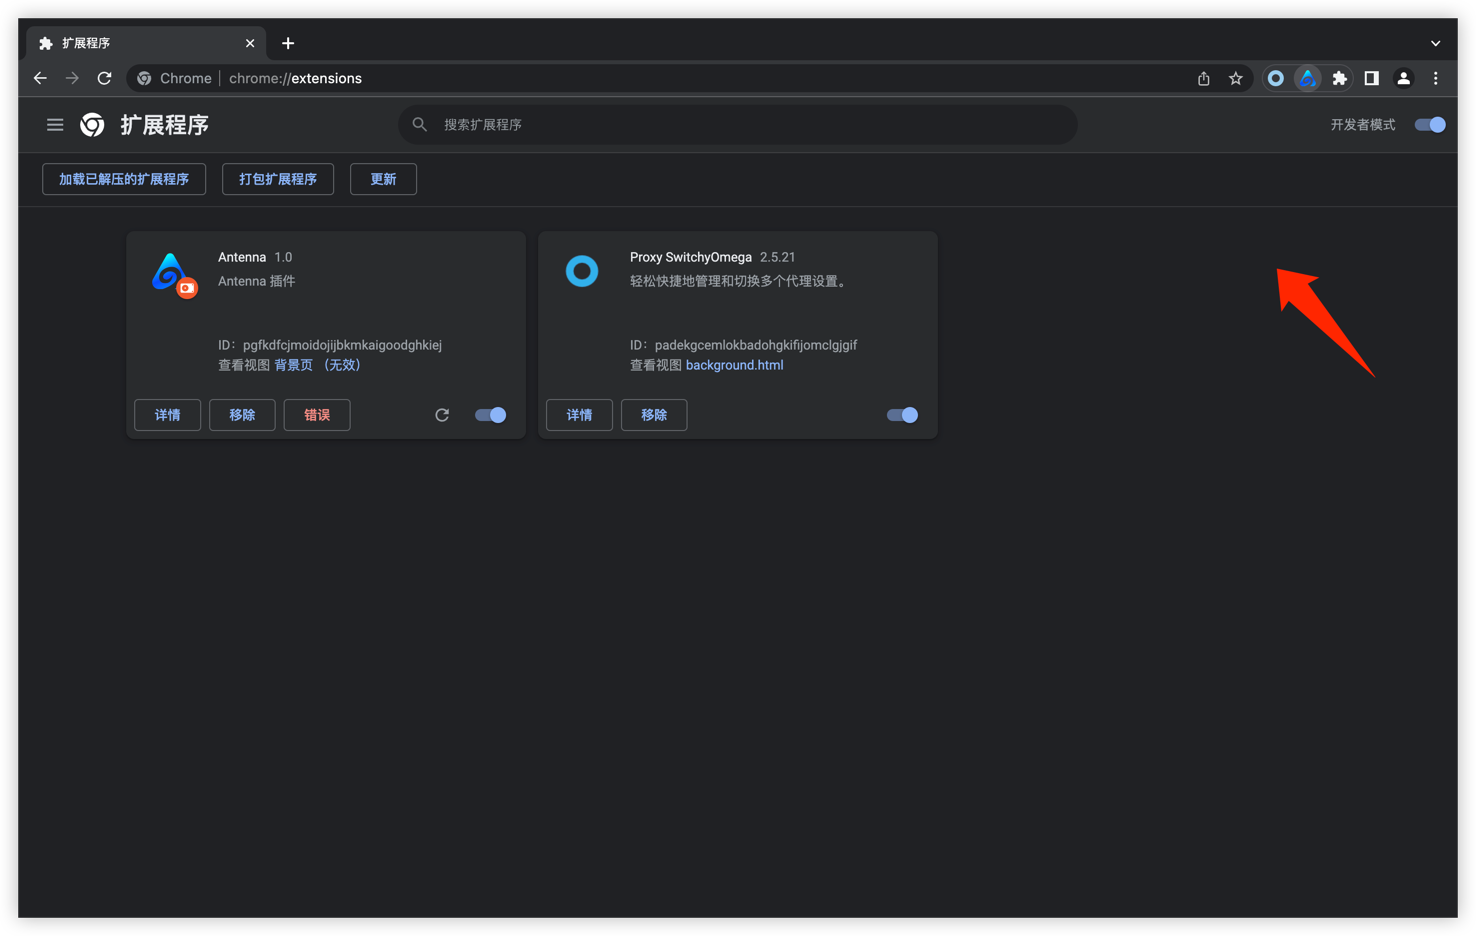 扩展程序
Chrome
chrome://extensions
扩展程序
搜索扩展程序
开发者模式
加载已解压的扩展程序
打包扩展程序
更新
Antenna 1.0
Antenna 插件
ID：pgfkdfcjmoidojijbkmkaigoodghkiej
查看视图 背景页 （无效）
详情
移除
错误
Proxy SwitchyOmega 2.5.21
轻松快捷地管理和切换多个代理设置。
ID：padekgcemlokbadohgkifijomclgjgif
查看视图 background.html
详情
移除